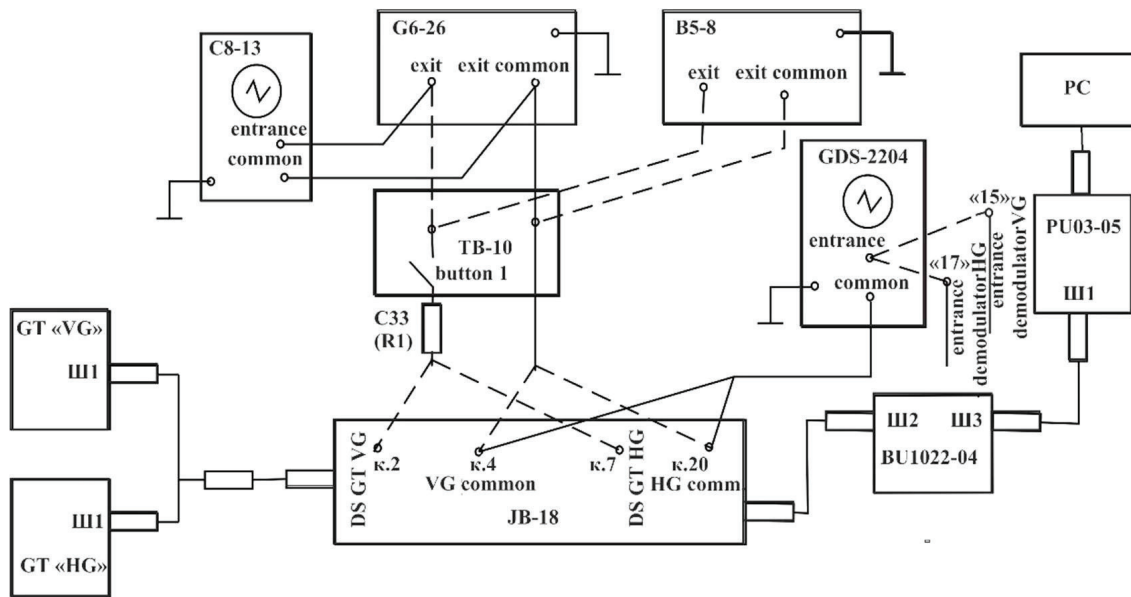 C8-13
entrance
common
G6-26
exit exit common
B5-8
exit exit common
PC
GDS-2204
entrance
common
«15»
entrance
demodulatorVG
«17»
entrance
demodulatorHG
PU03-05
Ш1
TB-10
button 1
C33
(R1)
GT «VG»
Ш1
Ш1
GT «HG»
DS GT VG
к.2
к.4
VG common
к.7
DS GT HG
к.20
HG comm.
JB-18
Ш2 Ш3
BU1022-04